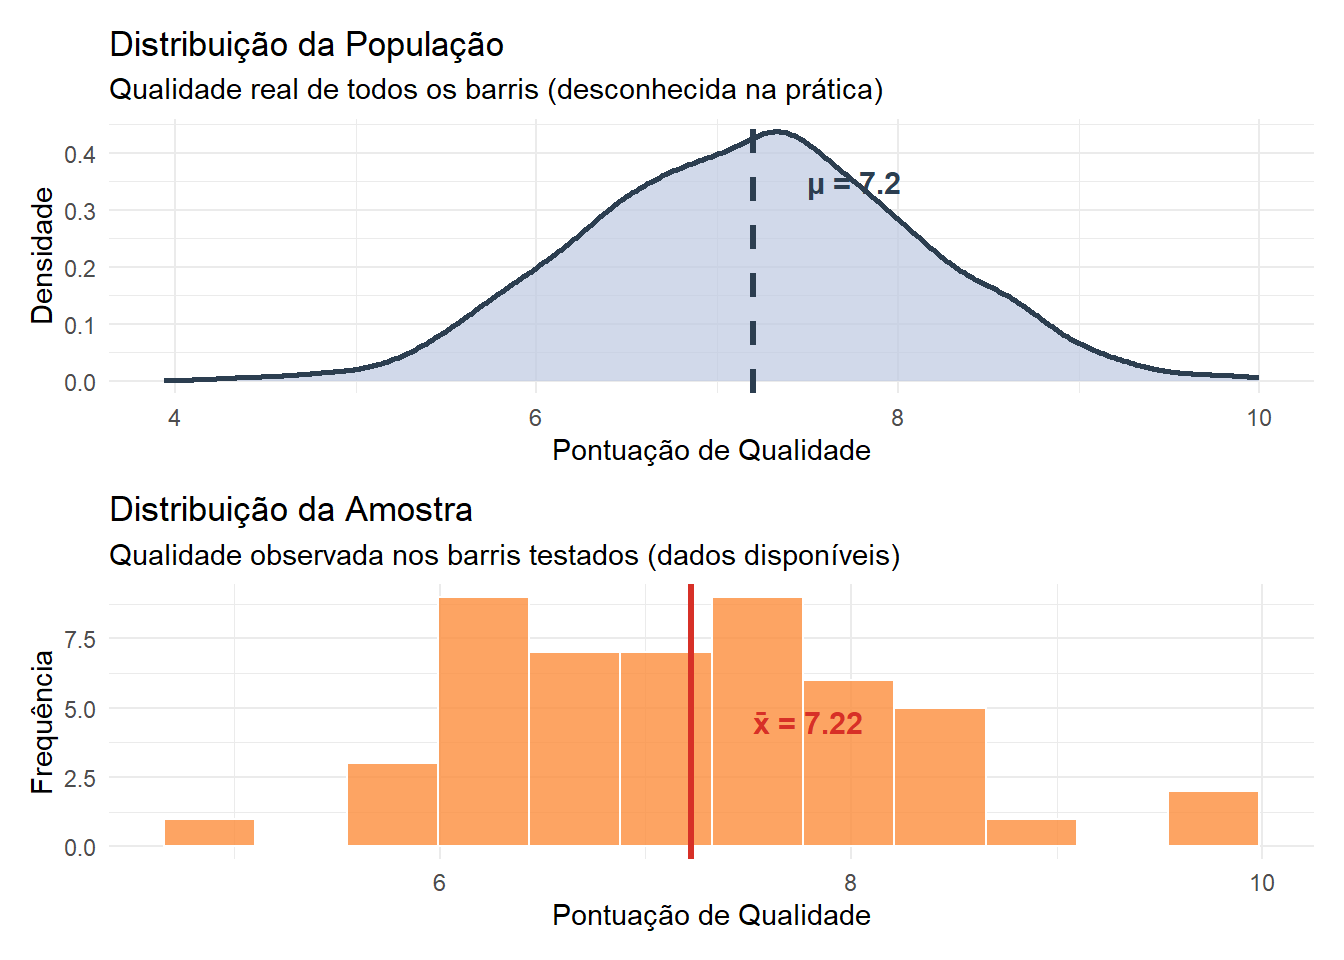 Distribuição da População
Qualidade real de todos os barris (desconhecida na prática)
Densidade
0.4
0.3
0.2
0.1
0.0
μ = 7.2
4
6
8
10
Pontuação de Qualidade
Distribuição da Amostra
Qualidade observada nos barris testados (dados disponíveis)
Frequência
7.5
5.0
2.5
0.0
x̄ = 7.22
6
8
10
Pontuação de Qualidade